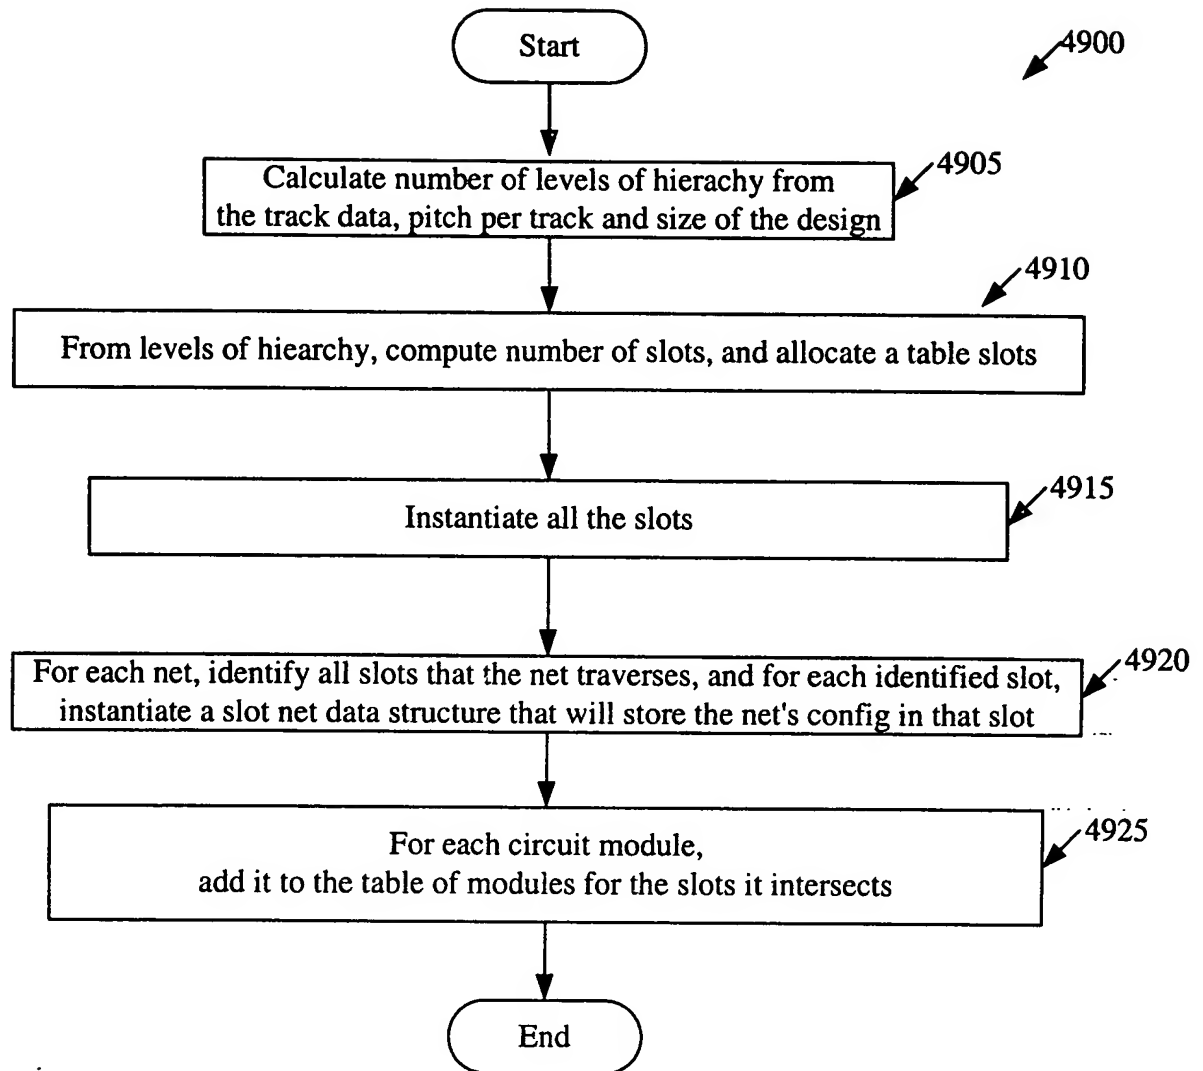 Start
4900
Calculate number of levels of hierachy from
the track data, pitch per track and size of the design
4905
4910
From levels of hiearchy, compute number of slots, and allocate a table slots
4915
Instantiate all the slots
4920
For each net, identify all slots that the net traverses, and for each identified slot,
instantiate a slot net data structure that will store the net's config in that slot
4925
For each circuit module,
add it to the table of modules for the slots it intersects
End